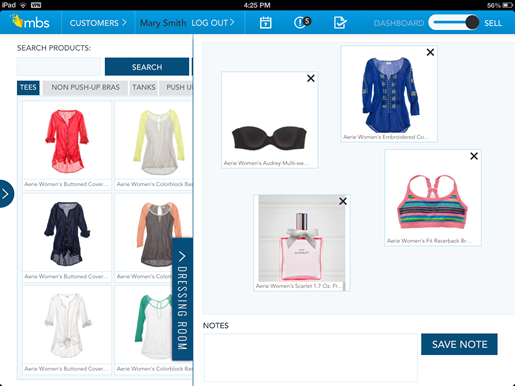 iPad VPN 4:25 PM 56%
mbs CUSTOMERS Mary Smith LOG OUT 5 DASHBOARD SELL
SEARCH PRODUCTS:
SEARCH
TEES NON PUSH-UP BRAS TANKS PUSH U
Aerie Women's Buttoned Cover... Aerie Women's Colorblock Ba
Aerie Women's Buttoned Cover... Aerie Women's Colorblock Ba
Aerie Women's Buttoned Cover... Aerie Women's Colorblock Ba
DRESSING ROOM
Aerie Women's Embroidered Co...
Aerie Women's Audrey Multi-wa...
Aerie Women's Fit Racerback Br...
Aerie Women's Scarlet 1.7 Oz. Fr...
NOTES
SAVE NOTE